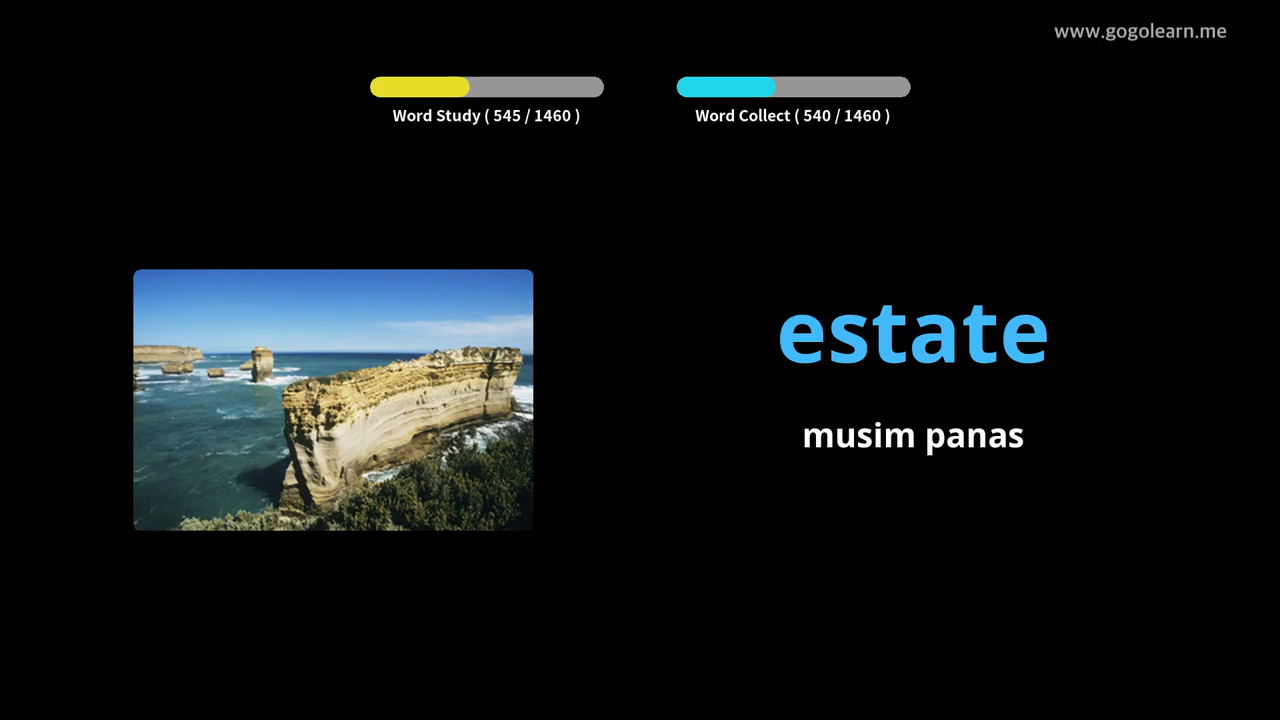 www.gogolearn.me
Word Study ( 545 / 1460 )
Word Collect ( 540 / 1460 )
estate
musim panas